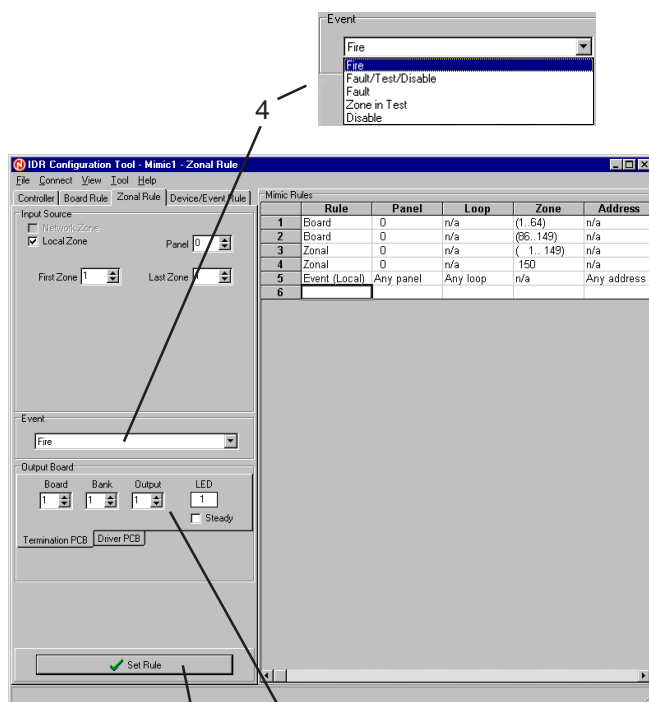 Event
Fire
Fire
Fault/Test/Disable
Fault
Zone in Test
Disable
4
IDR Configuration Tool - Mimic1 - Zonal Rule
File Connect View Tool Help
Controller Board Rule Zonal Rule Device/Event Rule
Input Source
Network Zone
Local Zone Panel 0
First Zone 1 Last Zone
Event
Fire
Output Board
Board Bank Output LED
1 1 1 1
Steady
Termination PCB Driver PCB
Set Rule
Mimic Rules
Rule Panel Loop Zone Address
1 Board 0 n/a (1..64) n/a
2 Board 0 n/a (86..149) n/a
3 Zonal 0 n/a ( 1.. 149) n/a
4 Zonal 0 n/a 150 n/a
5 Event (Local) Any panel Any loop n/a Any address
6